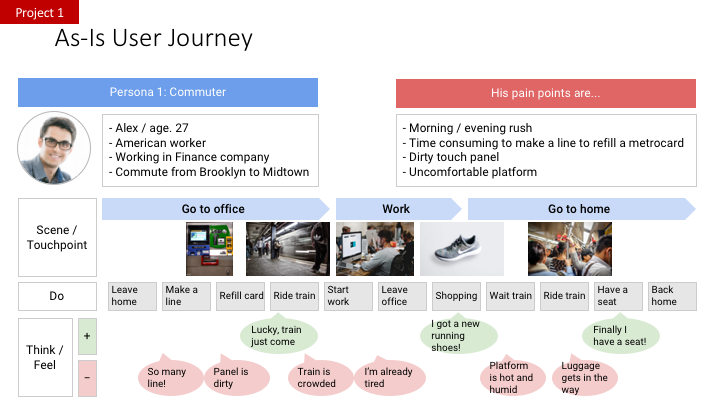 Project 1
As-Is User Journey
Persona 1: Commuter
His pain points are...
- Alex / age. 27
- American worker
- Working in Finance company
- Commute from Brooklyn to Midtown
- Morning / evening rush
- Time consuming to make a line to refill a metrocard
- Dirty touch panel
- Uncomfortable platform
Scene /
Touchpoint
Go to office
Work
Go to home
Do
Leave
home
Make a
line
Refill card
Ride train
Start
work
Leave
office
Shopping
Wait train
Ride train
Have a
seat
Back
home
Think /
Feel
+
Lucky, train
just come
I got a new
running
shoes!
Finally I
have a seat!
–
So many
line!
Panel is
dirty
Train is
crowded
I'm already
tired
Platform
is hot and
humid
Luggage
gets in the
way